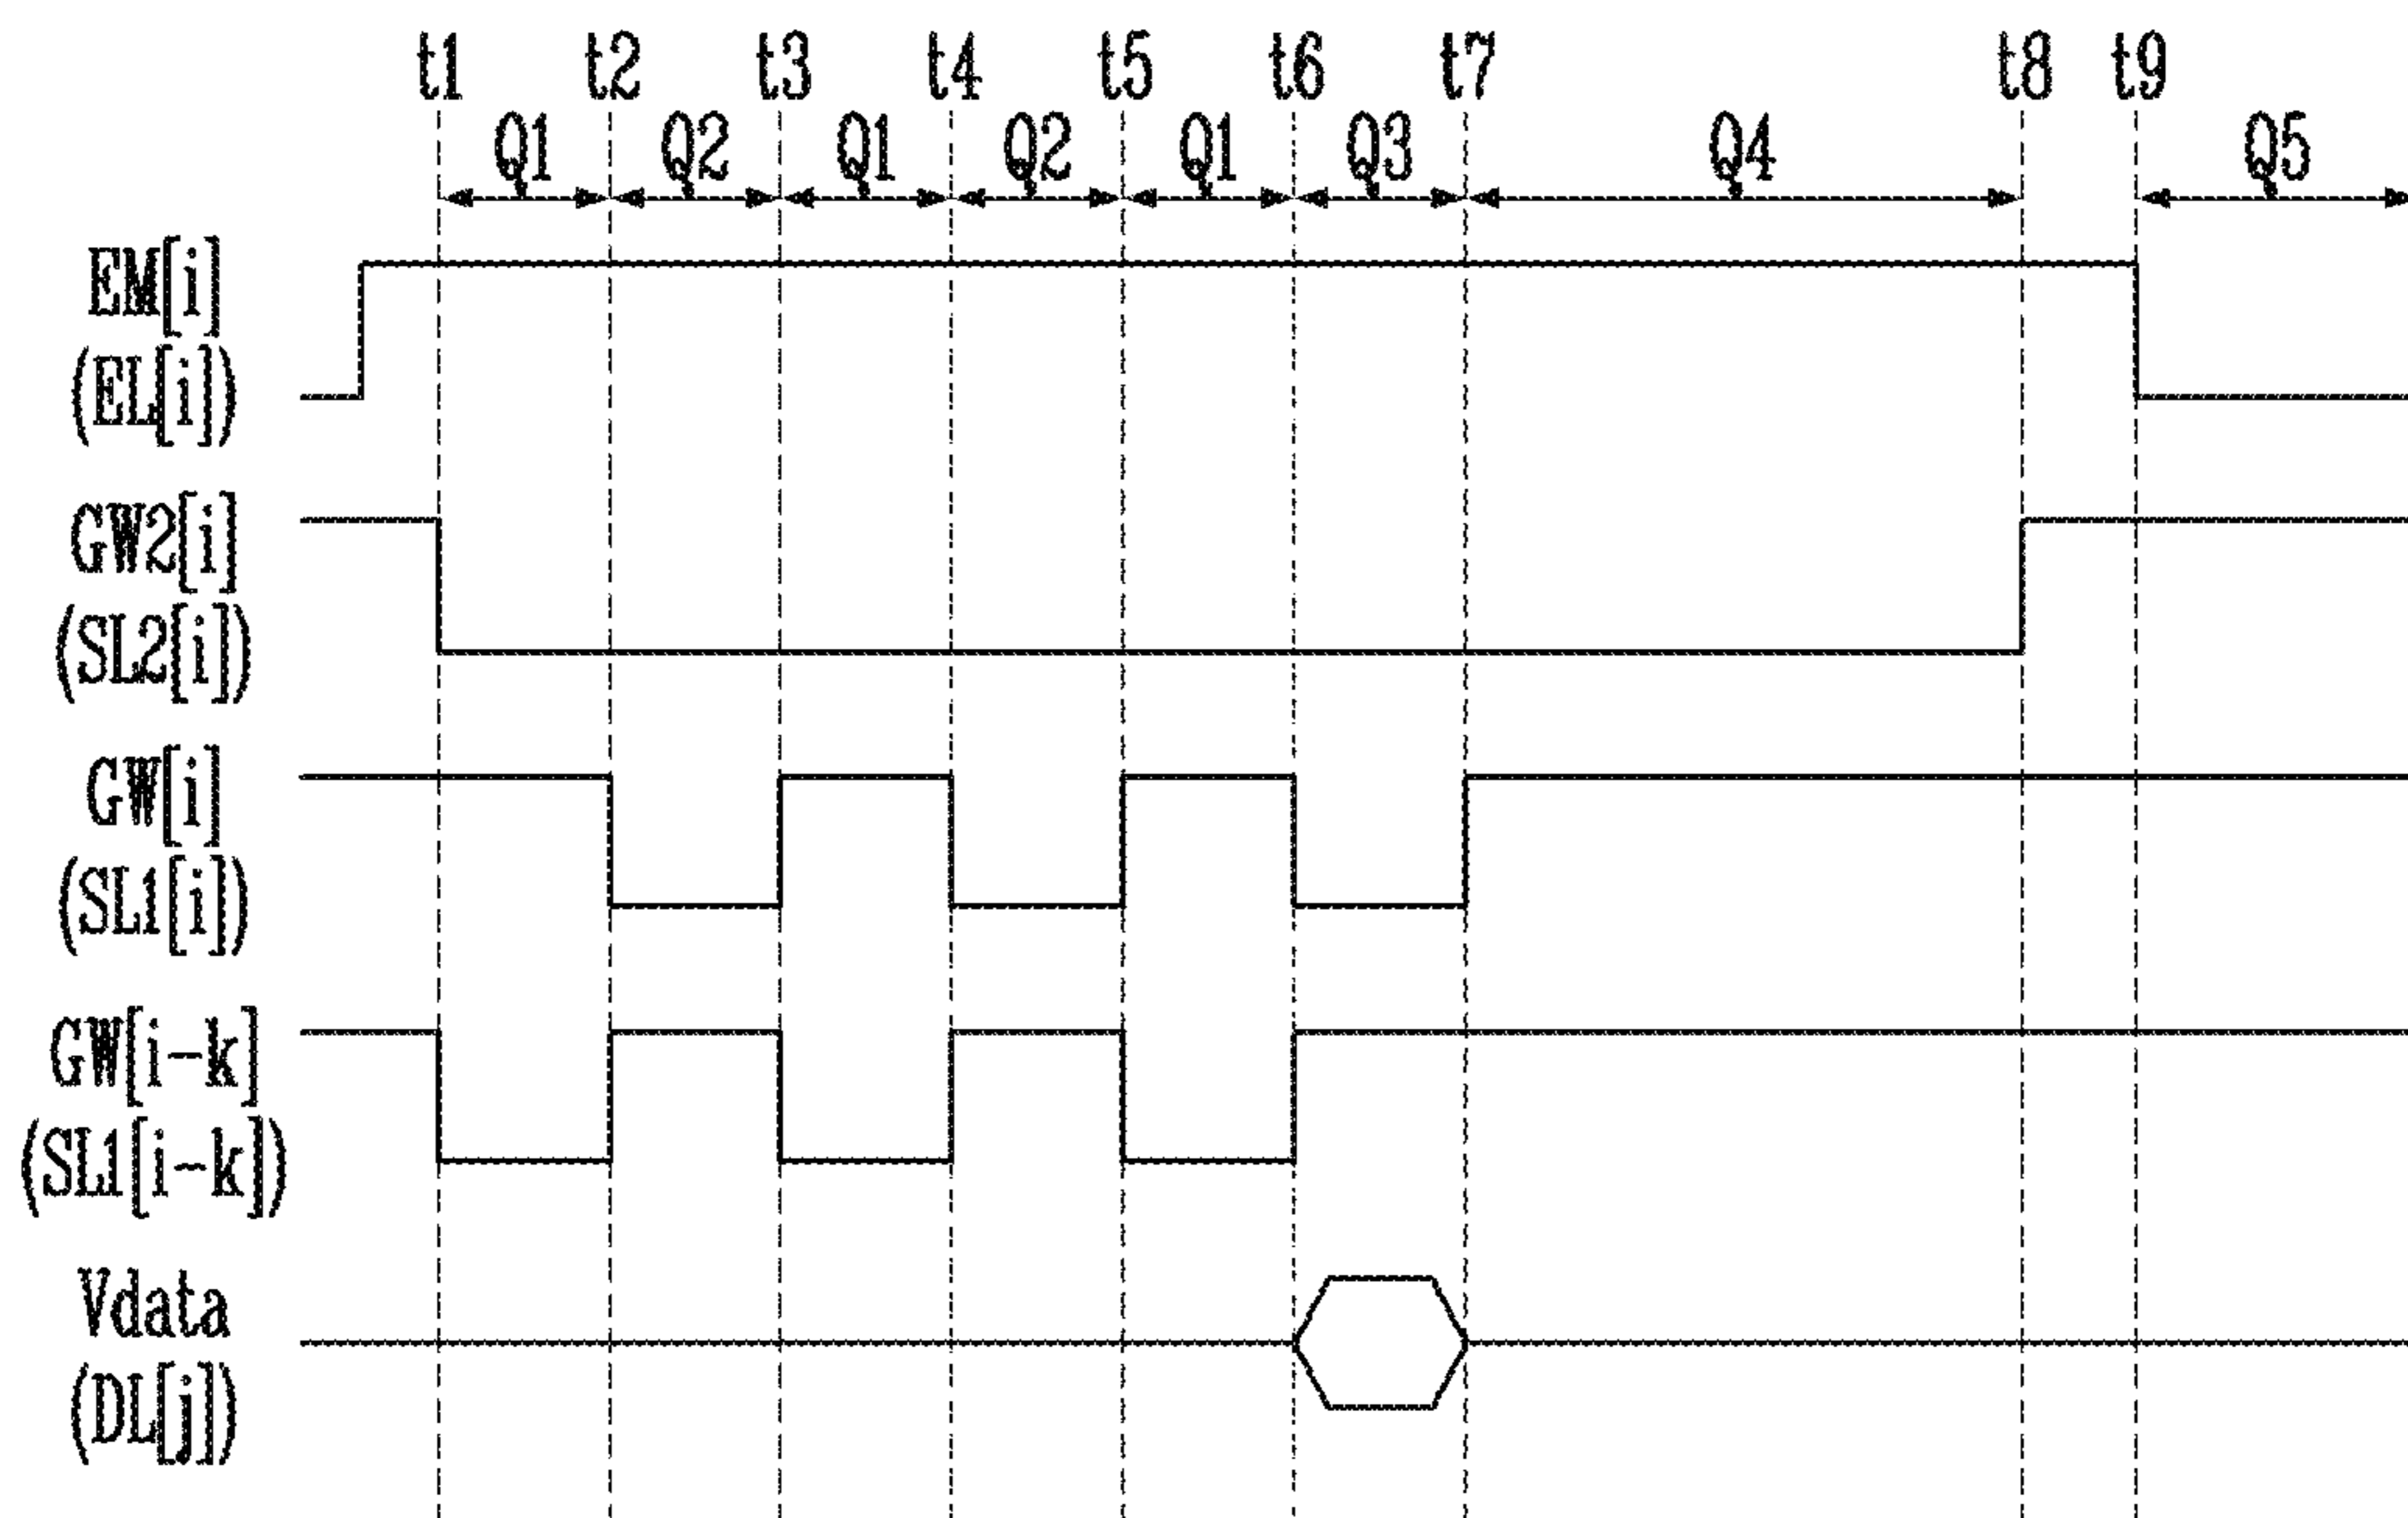 t1 t2 t3 t4 t5 t6 t7 t8 t9
Q1 Q2 Q1 Q2 Q1 Q3 Q4 Q5
EM[i]
(EL[i])
GW2[i]
(SL2[i])
GW[i]
(SL1[i])
GW[i-k]
(SL1[i-k])
Vdata
(DL[j])